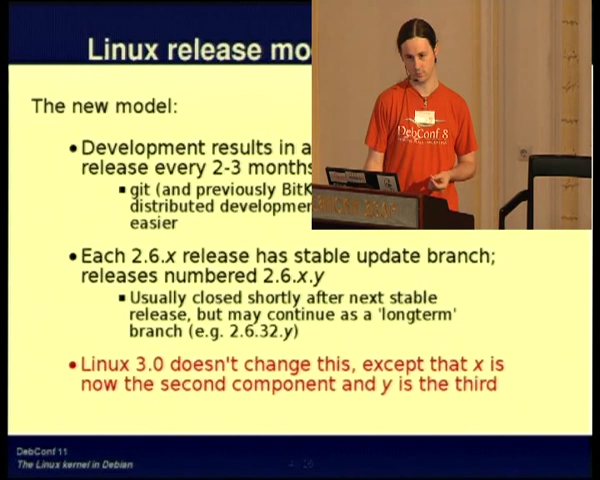 Linux release mo
The new model:
• Development results in a
release every 2-3 months
▪ git (and previously BitK
distributed developmen
easier
• Each 2.6.x release has stable update branch;
releases numbered 2.6.x.y
▪ Usually closed shortly after next stable
release, but may continue as a 'longterm'
branch (e.g. 2.6.32.y)
• Linux 3.0 doesn't change this, except that x is
now the second component and y is the third
DebConf 8
DebConf 11
The Linux kernel in Debian